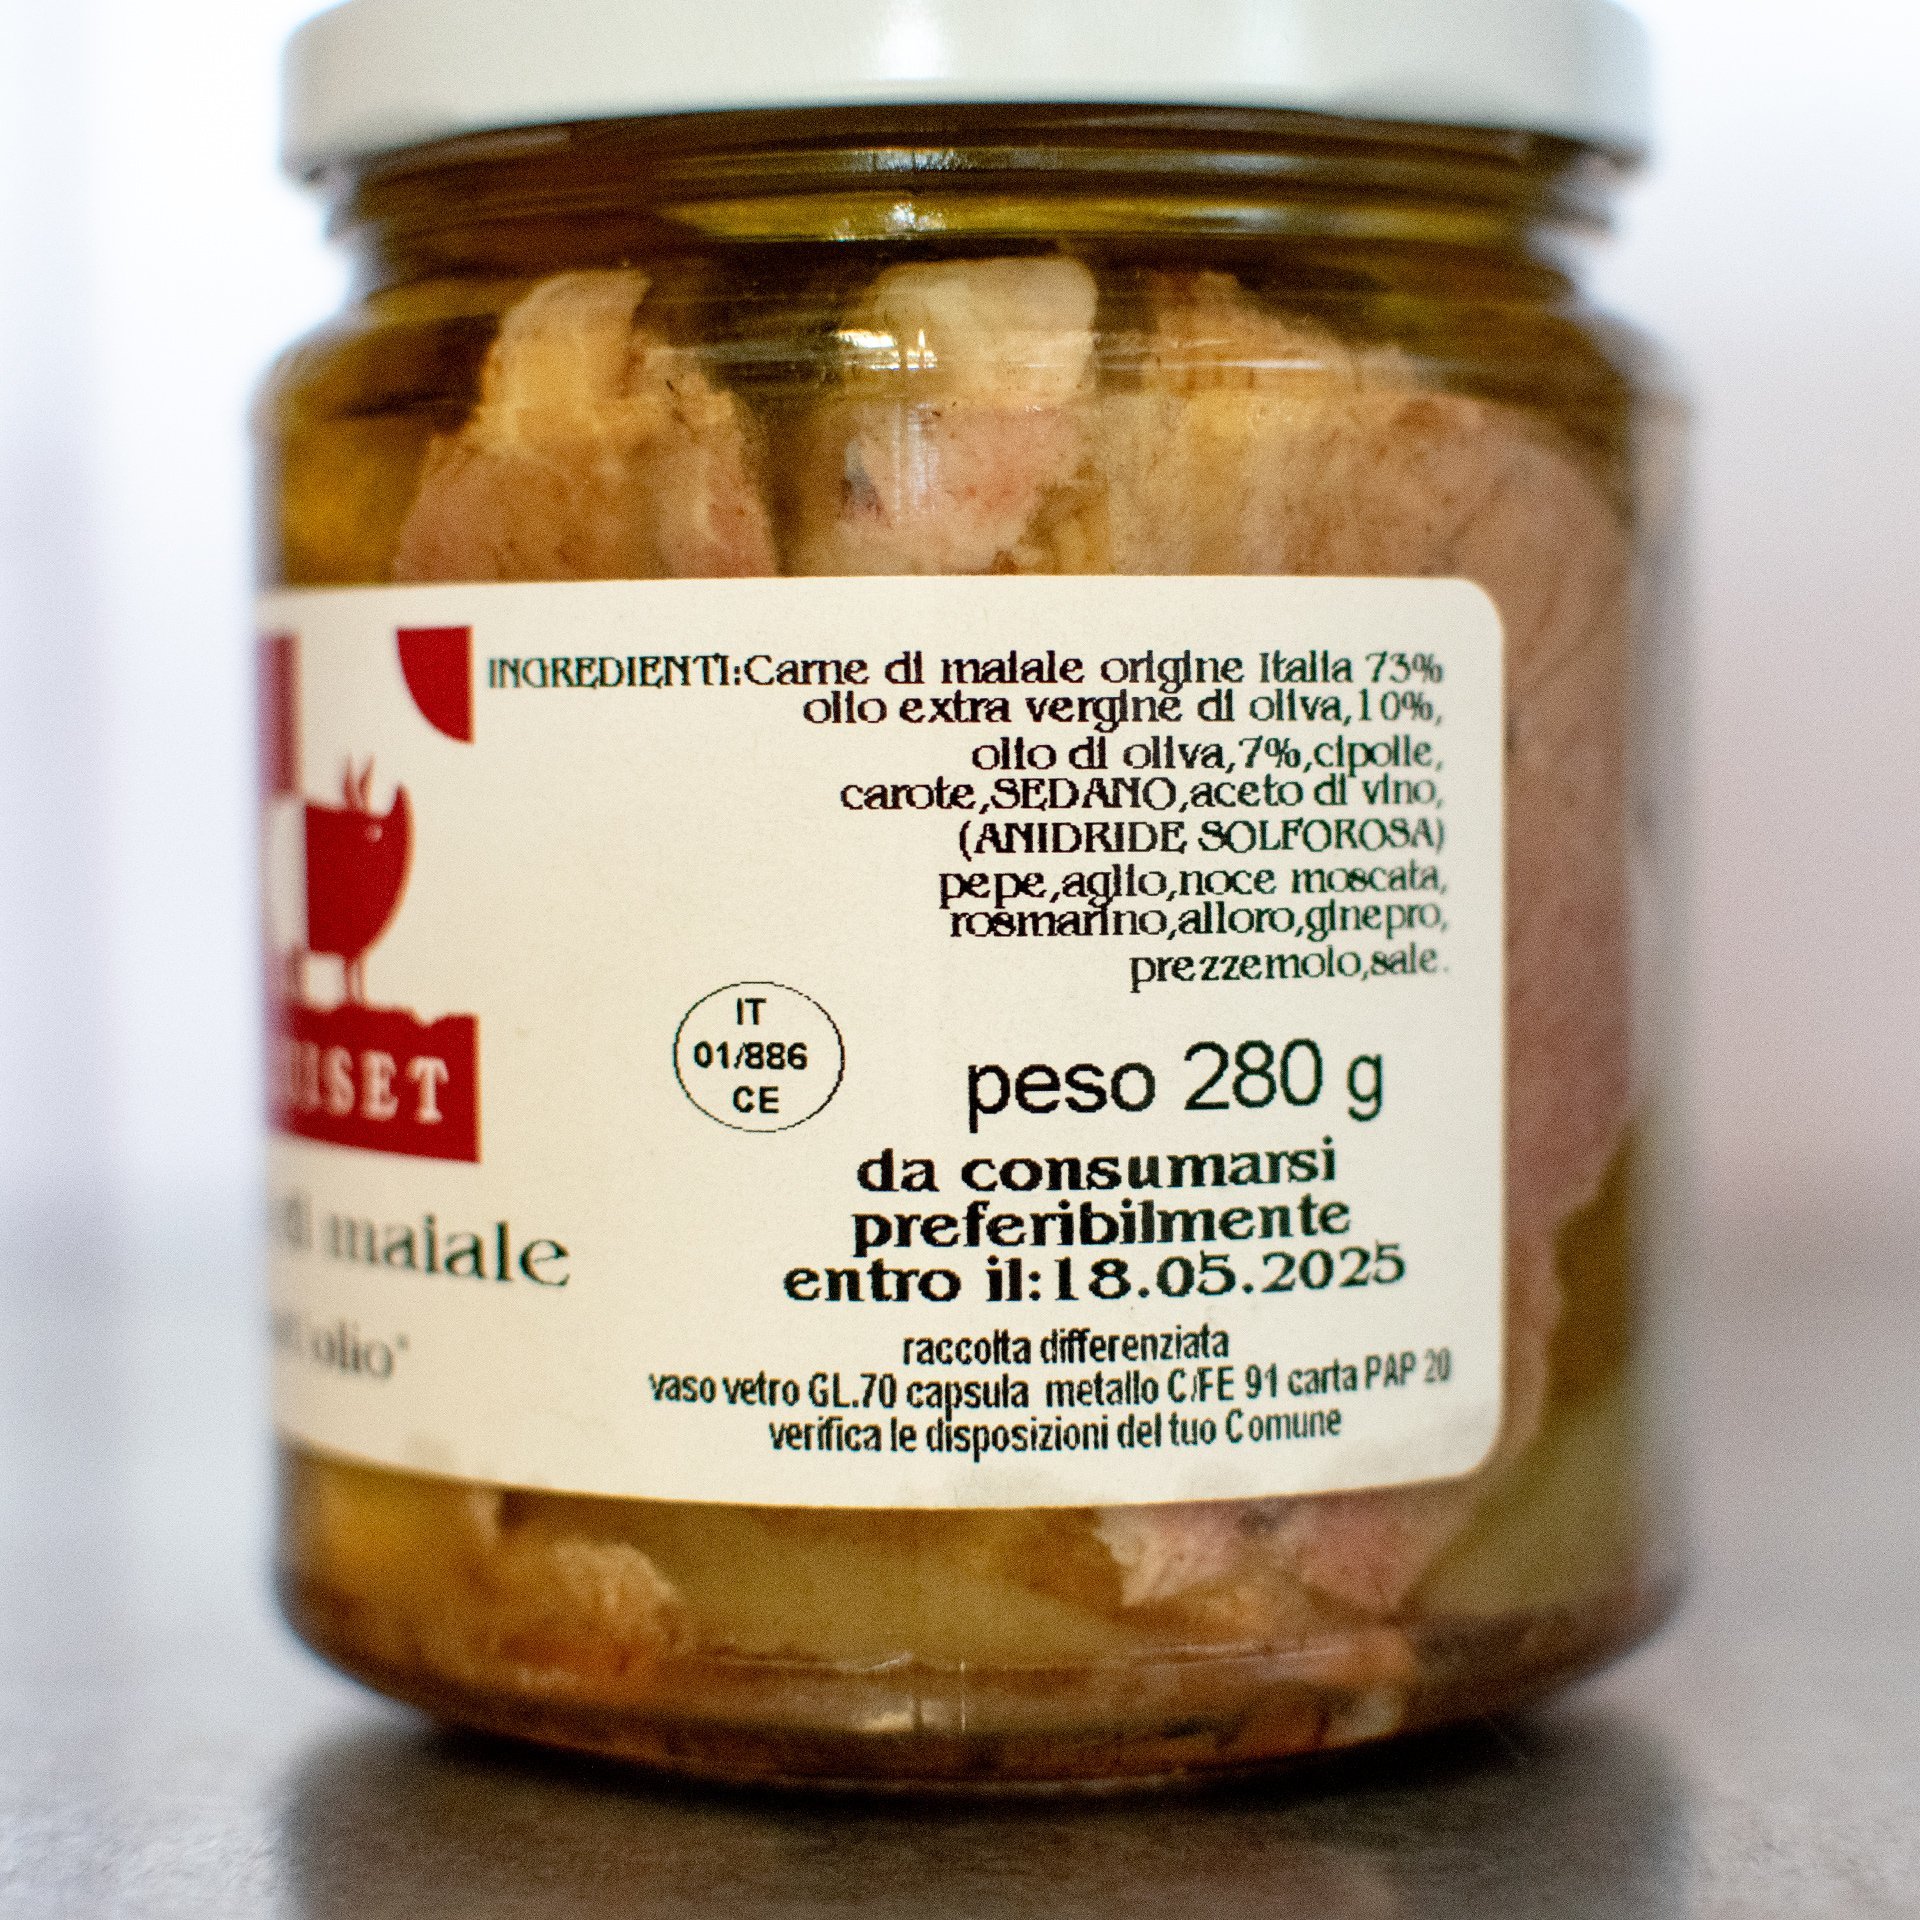 INGREDIENTI:Carne di maiale origine Italia 73%
olio extra vergine di oliva,10%,
olio di oliva,7%,cipolle,
carote,SEDANO,aceto di vino,
(ANIDRIDE SOLFOROSA)
pepe,aglio,noce moscata,
rosmarino,alloro,ginepro,
prezzemolo,sale.
IT
01/886
CE
peso 280 g
da consumarsi
preferibilmente
entro il:18.05.2025
raccolta differenziata
vaso vetro GL.70 capsula metallo C/FE 91 carta PAP 20
verifica le disposizioni del tuo Comune
maiale
olio"